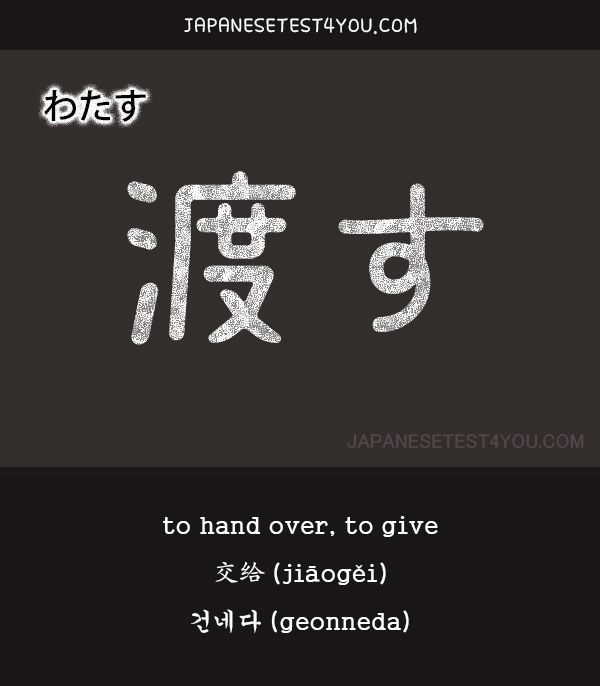 JAPANESETEST4YOU.COM
わたす
渡す
JAPANESETEST4YOU.COM
to hand over, to give
交给 (jiāogěi)
건네다 (geonneda)